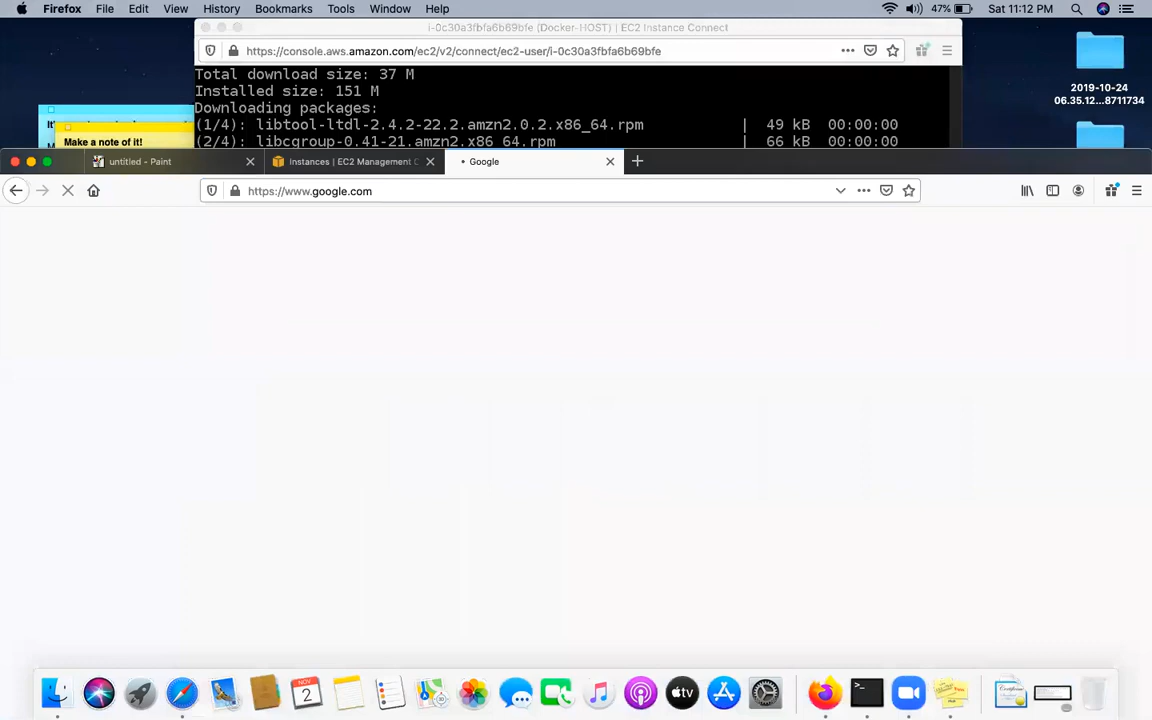 Firefox File Edit View History Bookmarks Tools Window Help 47% Sat 11:12 PM
i-0c30a3fbfa6b69bfe (Docker-HOST) | EC2 Instance Connect
https://console.aws.amazon.com/ec2/v2/connect/ec2-user/i-0c30a3fbfa6b69bfe
Total download size: 37 M
Installed size: 151 M
Downloading packages:
(1/4): libtool-ltdl-2.4.2-22.2.amzn2.0.2.x86_64.rpm | 49 kB 00:00:00
(2/4): libcgroup-0.41-21.amzn2.x86_64.rpm | 66 kB 00:00:00
Make a note of it!
2019-10-24
06.35.12...8711734
untitled - Paint
Instances | EC2 Management C
Google
https://www.google.com
NOV
2
tv